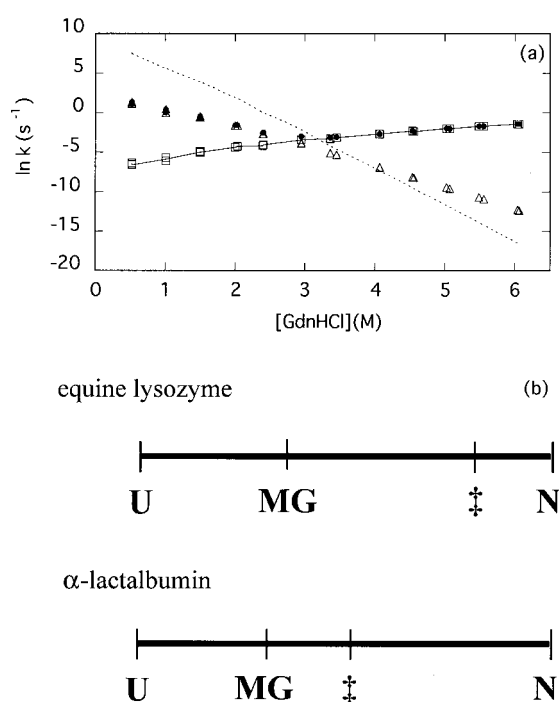 (a)
10
5
0
-5
-10
-15
-20
ln k (s⁻¹)
0 1 2 3 4 5 6
[GdnHCl](M)
equine lysozyme (b)
U MG ‡ N
α-lactalbumin
U MG ‡ N